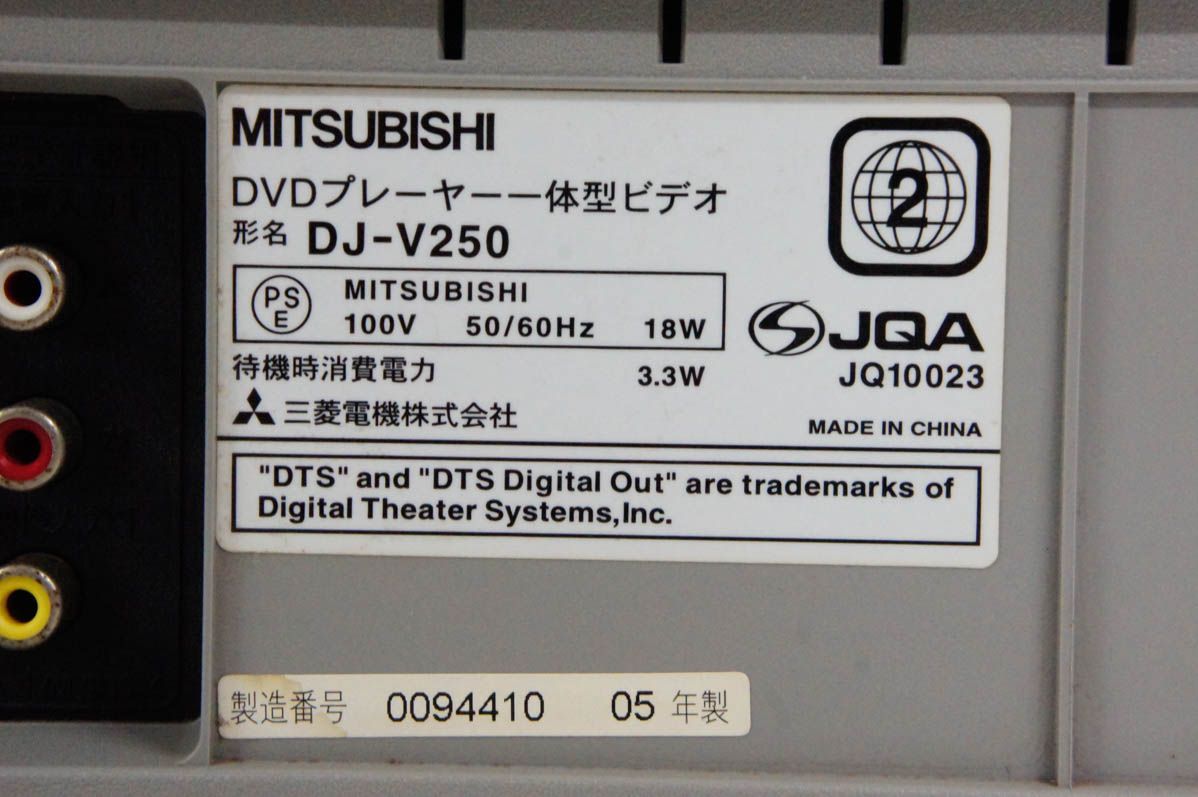 MITSUBISHI
DVDプレーヤー一体型ビデオ
形名 DJ-V250
2
PS
E
MITSUBISHI
100V 50/60Hz 18W
待機時消費電力 3.3W
三菱電機株式会社
JQA
JQ10023
MADE IN CHINA
"DTS" and "DTS Digital Out" are trademarks of
Digital Theater Systems,Inc.
製造番号 0094410 05年製